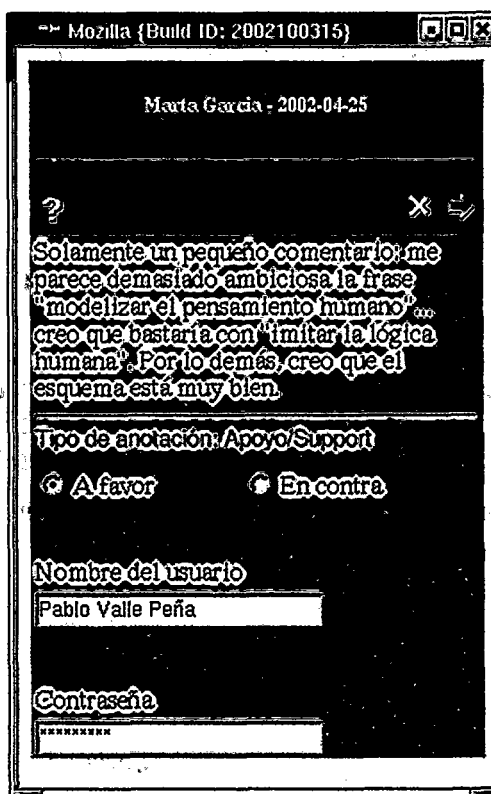 Mozilla {Build ID: 2002100315}
Marta Garcia - 2002-04-25
?
Solamente un pequeño comentario: me
parece demasiado ambiciosa la frase
"modelizar el pensamiento humano"...
creo que bastaría con "imitar la lógica
humana". Por lo demás, creo que el
esquema está muy bien.
Tipo de anotación: Apoyo/Support
A favor En contra
Nombre del usuario
Pablo Valle Peña
Contraseña
*********